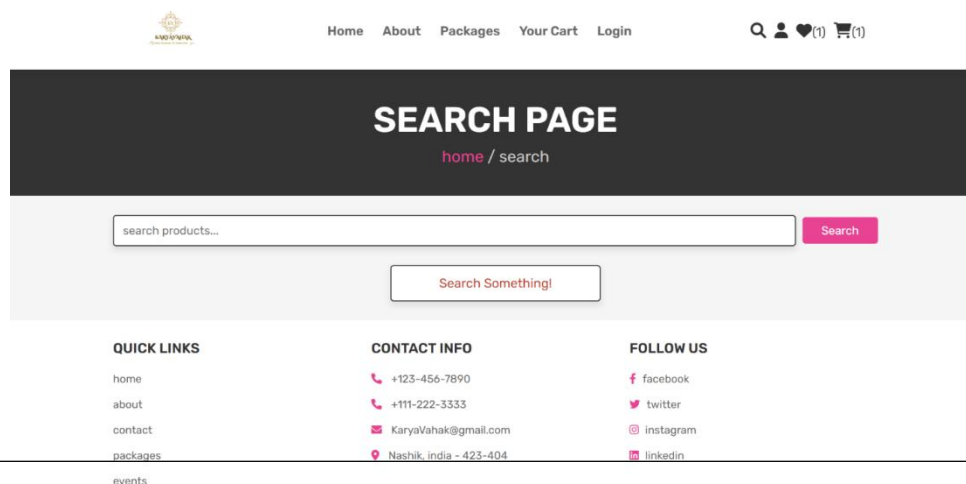 KARYAVAHAK
Home About Packages Your Cart Login
(1) (1)
SEARCH PAGE
home / search
search products...
Search
Search Something!
QUICK LINKS
home
about
contact
packages
events
CONTACT INFO
+123-456-7890
+111-222-3333
KaryaVahak@gmail.com
Nashik, india - 423-404
FOLLOW US
facebook
twitter
instagram
linkedin